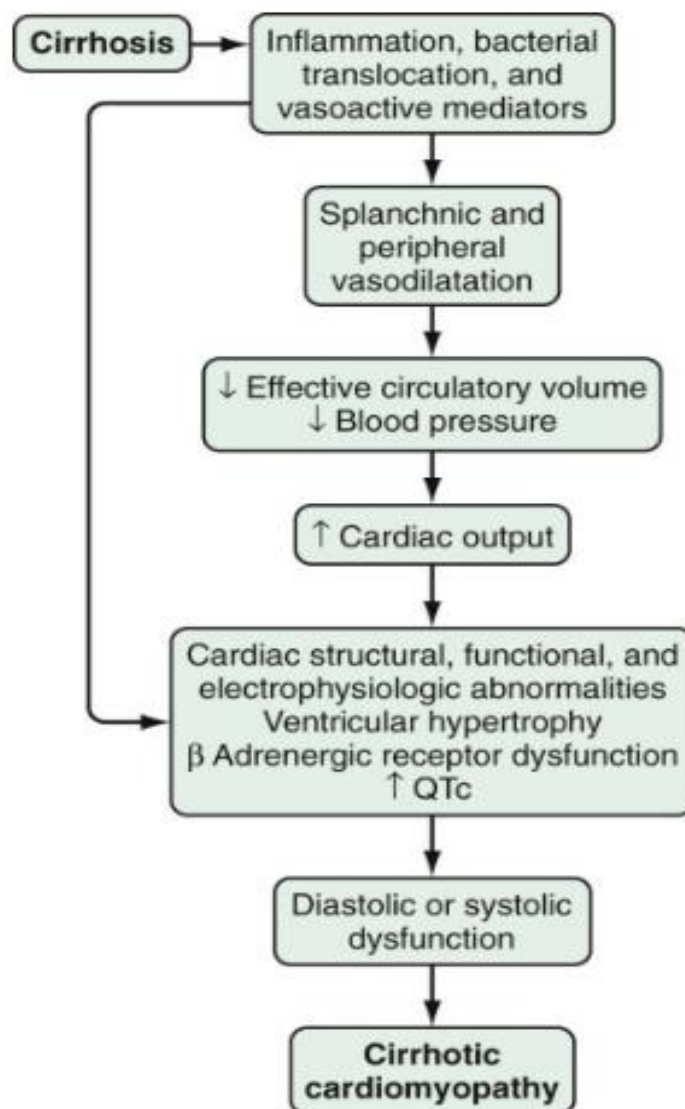 Cirrhosis
Inflammation, bacterial
translocation, and
vasoactive mediators
Splanchnic and
peripheral
vasodilatation
↓ Effective circulatory volume
↓ Blood pressure
↑ Cardiac output
Cardiac structural, functional, and
electrophysiologic abnormalities
Ventricular hypertrophy
β Adrenergic receptor dysfunction
↑ QTc
Diastolic or systolic
dysfunction
Cirrhotic
cardiomyopathy